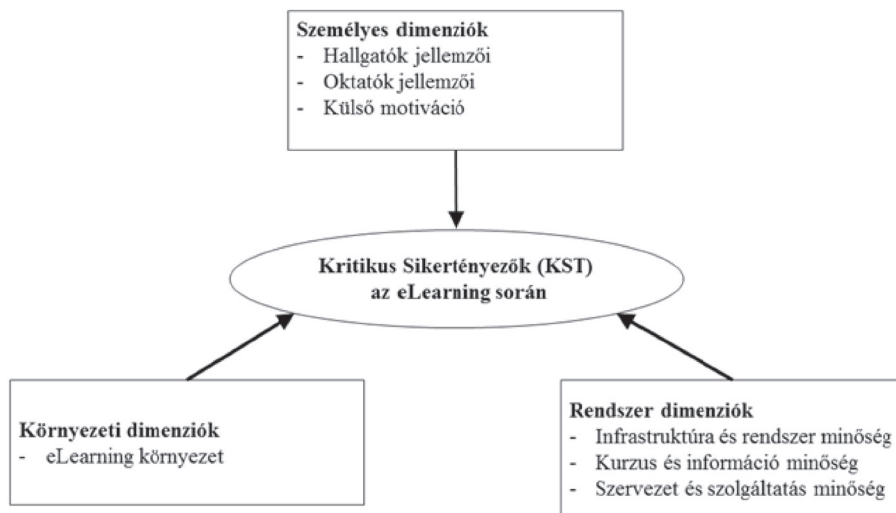 Személyes dimenziók
- Hallgatók jellemzői
- Oktatók jellemzői
- Külső motiváció
Kritikus Sikertényezők (KST)
az eLearning során
Környezeti dimenziók
- eLearning környezet
Rendszer dimenziók
- Infrastruktúra és rendszer minőség
- Kurzus és információ minőség
- Szervezet és szolgáltatás minőség